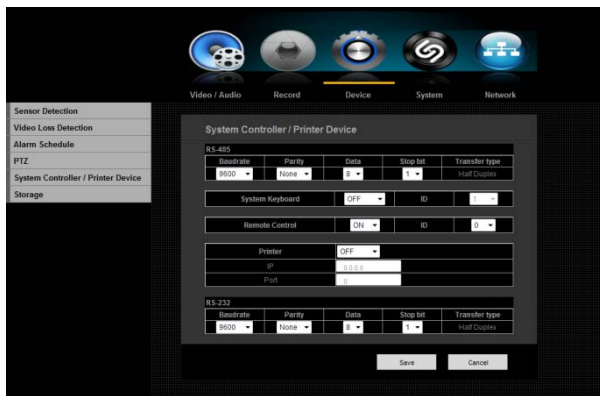 Video / Audio Record Device System Network
Sensor Detection
Video Loss Detection
Alarm Schedule
PTZ
System Controller / Printer Device
Storage
System Controller / Printer Device
RS-485
Baudrate Parity Data Stop bit Transfer type
9600 None 8 1 Half Duplex
System Keyboard OFF ID 1
Remote Control ON ID 0
Printer OFF
IP 0.0.0.0
Port 0
RS-232
Baudrate Parity Data Stop bit Transfer type
9600 None 8 1 Half Duplex
Save Cancel